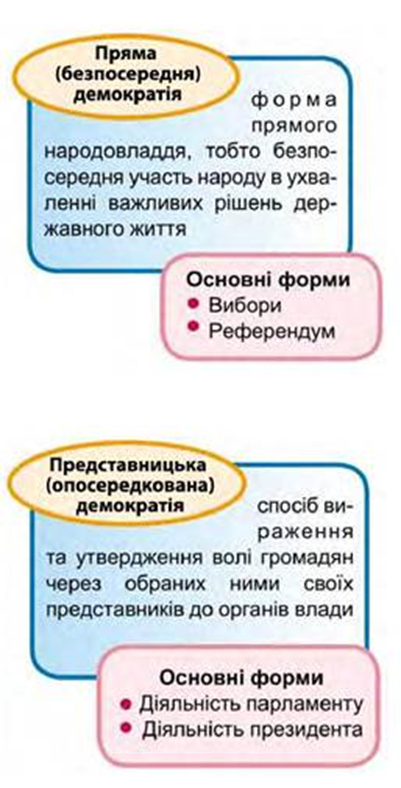 Пряма
(безпосередня)
демократія
форма
прямого
народовладдя, тобто безпо-
середня участь народу в ухва-
ленні важливих рішень дер-
жавного життя
Основні форми
• Вибори
• Референдум
Представницька
(опосередкована)
демократія
спосіб ви-
раження
та утвердження волі громадян
через обраних ними своїх
представників до органів влади
Основні форми
• Діяльність парламенту
• Діяльність президента